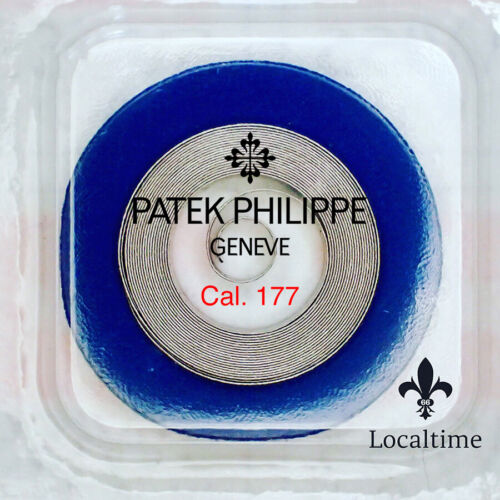 PATEK PHILIPPE
GENEVE
Cal. 177
66
Localtime